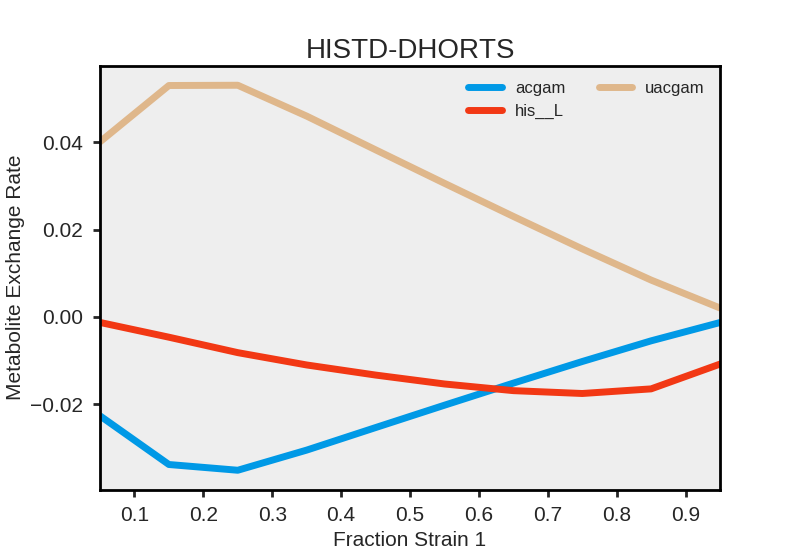 HISTD-DHORTS
acgam
uacgam
his__L
0.04
0.02
0.00
−0.02
Metabolite Exchange Rate
0.1 0.2 0.3 0.4 0.5 0.6 0.7 0.8 0.9
Fraction Strain 1